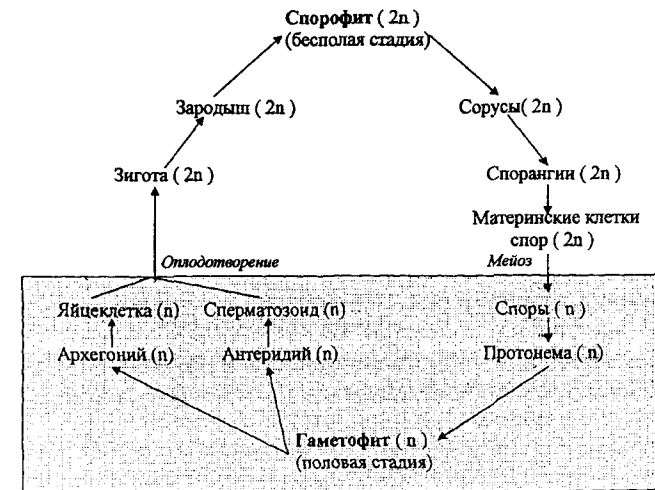 Спорофит ( 2n )
(бесполая стадия)
Зародыш ( 2n )
Сорусы( 2n )
Зигота ( 2n )
Спорангии ( 2n )
Материнские клетки
спор ( 2n )
Оплодотворение
Мейоз
Яйцеклетка (n)
Сперматозоид (n)
Споры ( n )
Архегоний (n)
Антеридий (n)
Протонема ( n)
Гаметофит ( n )
(половая стадия)